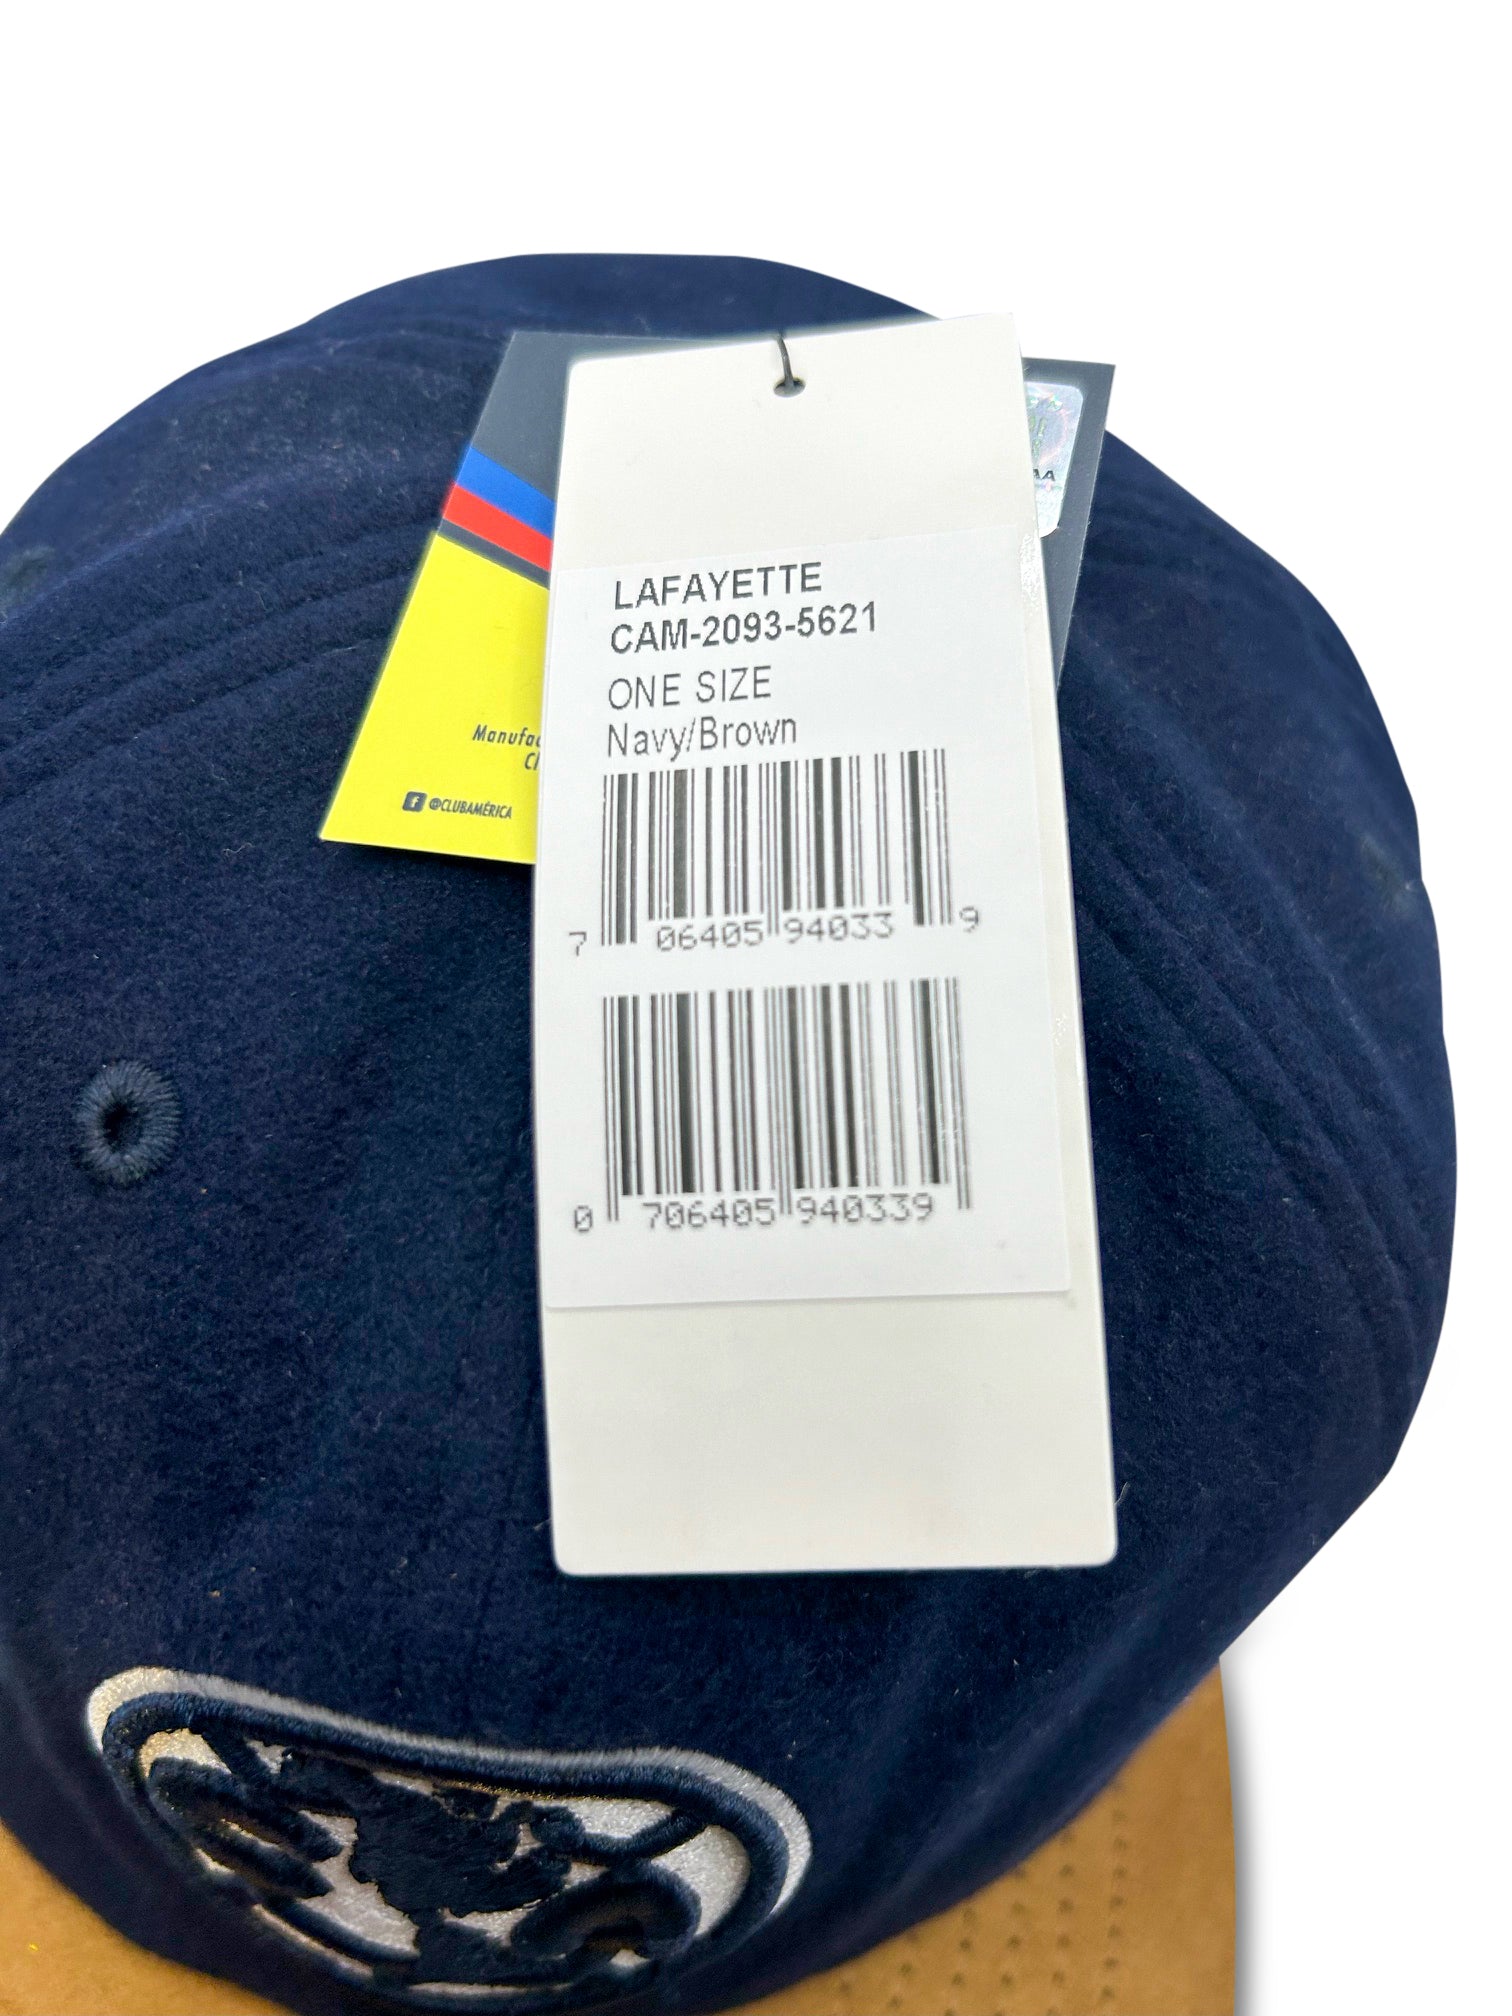 LAFAYETTE
CAM-2093-5621
ONE SIZE
Navy/Brown
7 06405 94033 9
0 706405 940339
@CLUBAMÉRICA